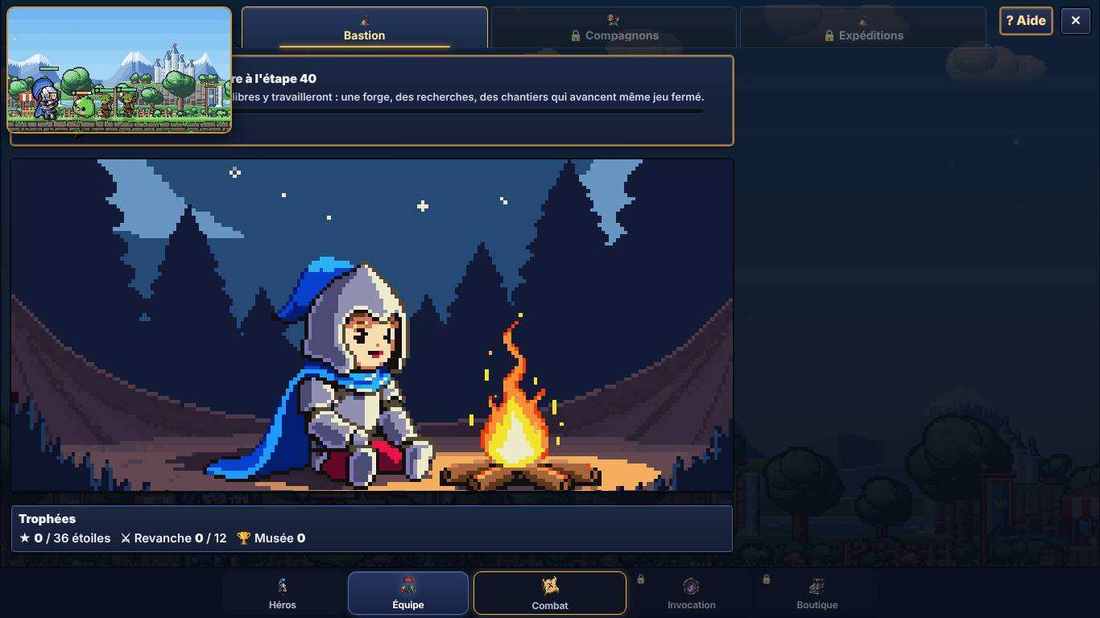 Bastion
Compagnons
Expéditions
? Aide
×
re à l'étape 40
libres y travailleront : une forge, des recherches, des chantiers qui avancent même jeu fermé.
Trophées
★ 0 / 36 étoiles ⚔ Revanche 0 / 12 🏆 Musée 0
Héros
Équipe
Combat
Invocation
Boutique